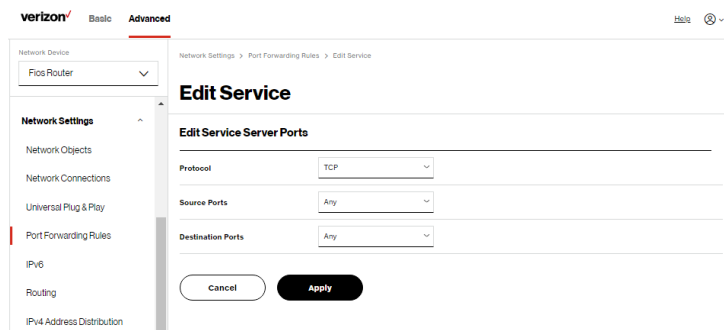 verizon Basic Advanced Help
Network Device
Fios Router
Network Settings > Port Forwarding Rules > Edit Service
Edit Service
Network Settings
Network Objects
Network Connections
Universal Plug & Play
Port Forwarding Rules
IPv6
Routing
IPv4 Address Distribution
Edit Service Server Ports
Protocol TCP
Source Ports Any
Destination Ports Any
Cancel Apply